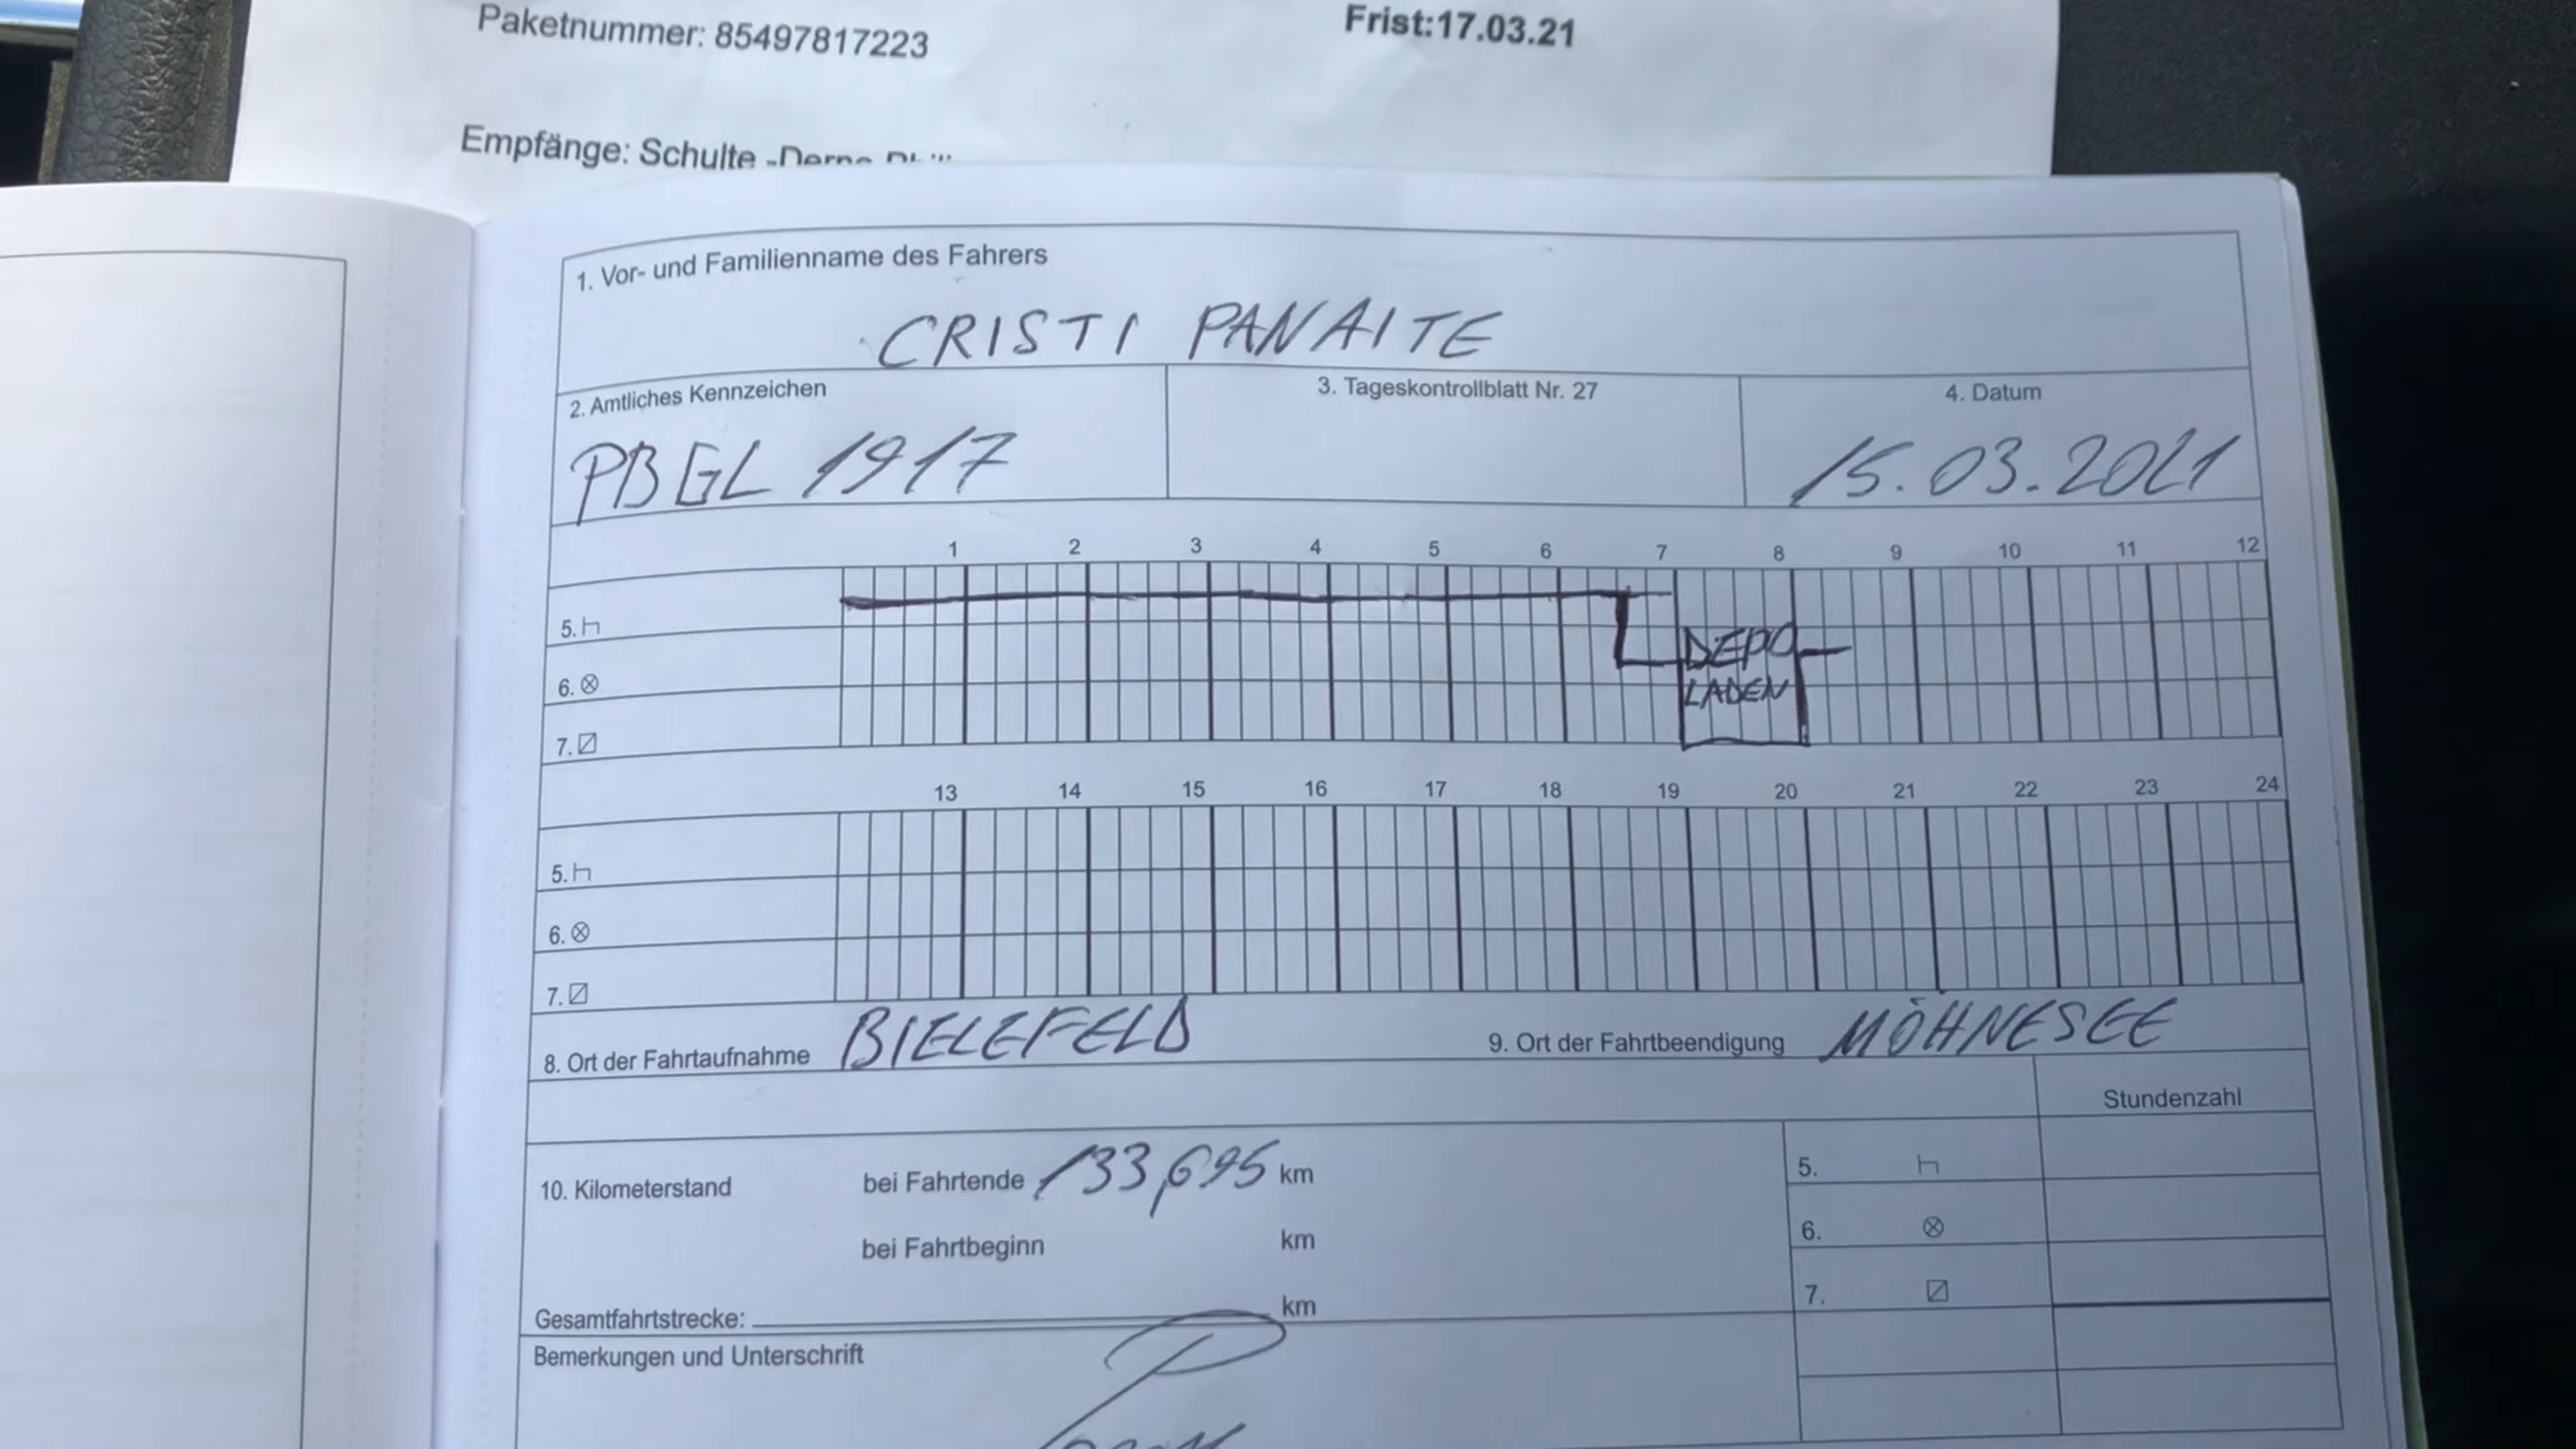 Paketnummer: 85497817223
Frist:17.03.21
Empfänge: Schulte
1. Vor- und Familienname des Fahrers
CRISTI PANAITE
2. Amtliches Kennzeichen
3. Tageskontrollblatt Nr. 27
4. Datum
PBGL 1917
15.03.2021
1 2 3 4 5 6 7 8 9 10 11 12
5.
DEPO
6.
LADEN
7.
13 14 15 16 17 18 19 20 21 22 23 24
5.
6.
7.
8. Ort der Fahrtaufnahme BIELEFELD 9. Ort der Fahrtbeendigung MÖHNESEE
Stundenzahl
10. Kilometerstand bei Fahrtende 133,695 km
5.
bei Fahrtbeginn km
6.
7.
Gesamtfahrtstrecke: km
Bemerkungen und Unterschrift